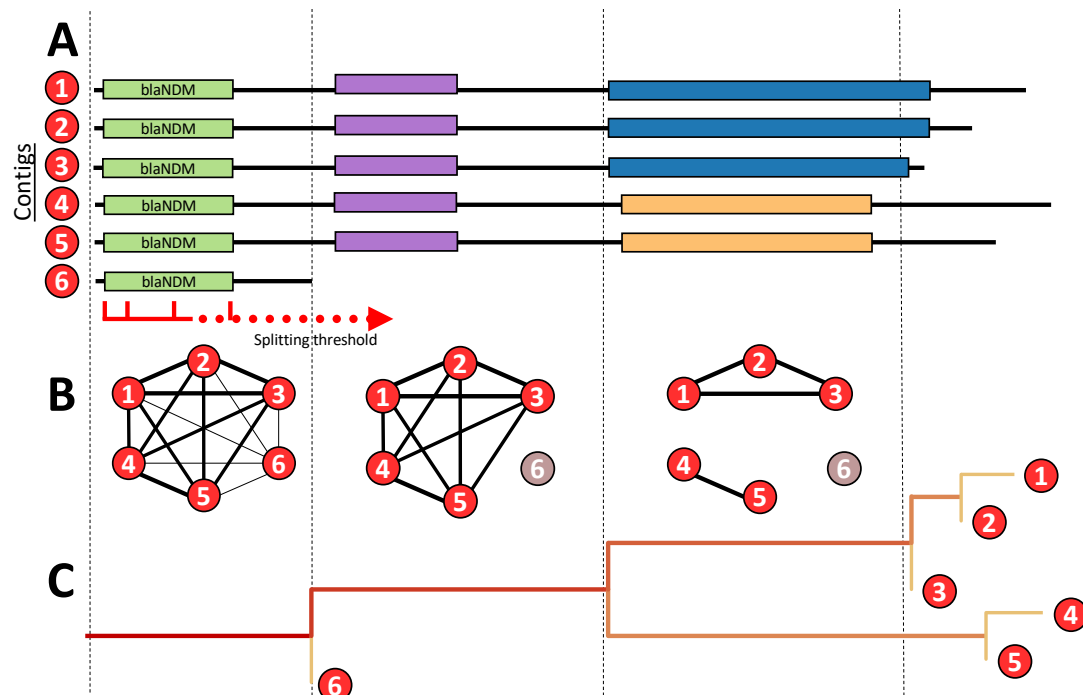 A
1 blaNDM
2 blaNDM
3 blaNDM
4 blaNDM
5 blaNDM
6 blaNDM
Contigs
Splitting threshold
B
2
1 3
4 6
5
2
1 3
4 6
5
2
1 3
4 6
5
C
1
2
3
4
5
6